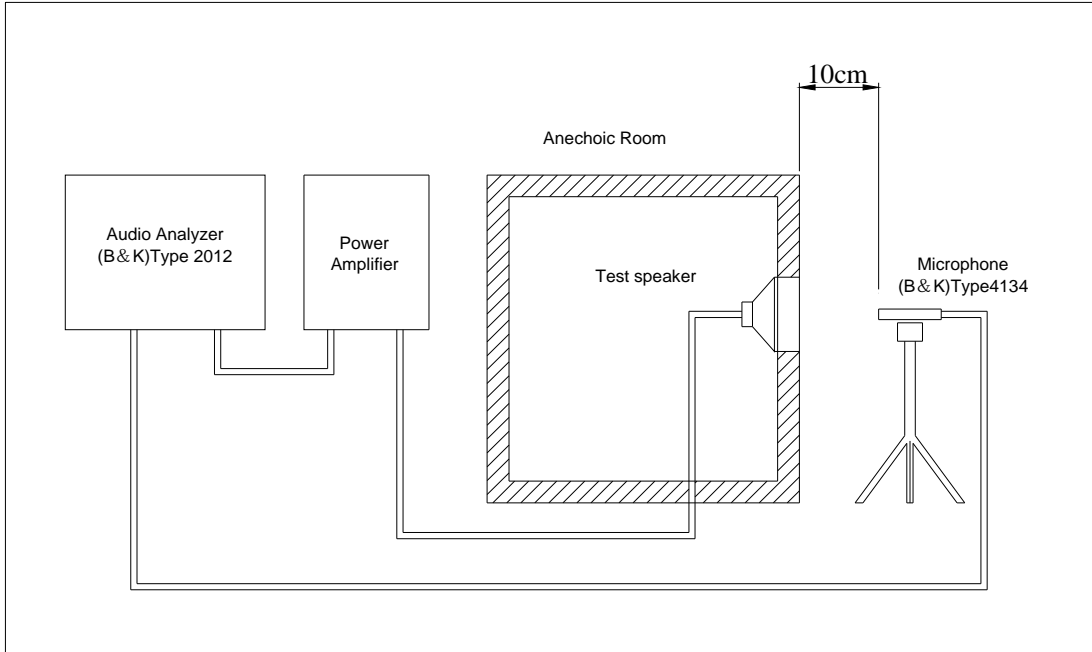 10cm
Anechoic Room
Audio Analyzer
(B&K)Type 2012
Power
Amplifier
Test speaker
Microphone
(B&K)Type4134